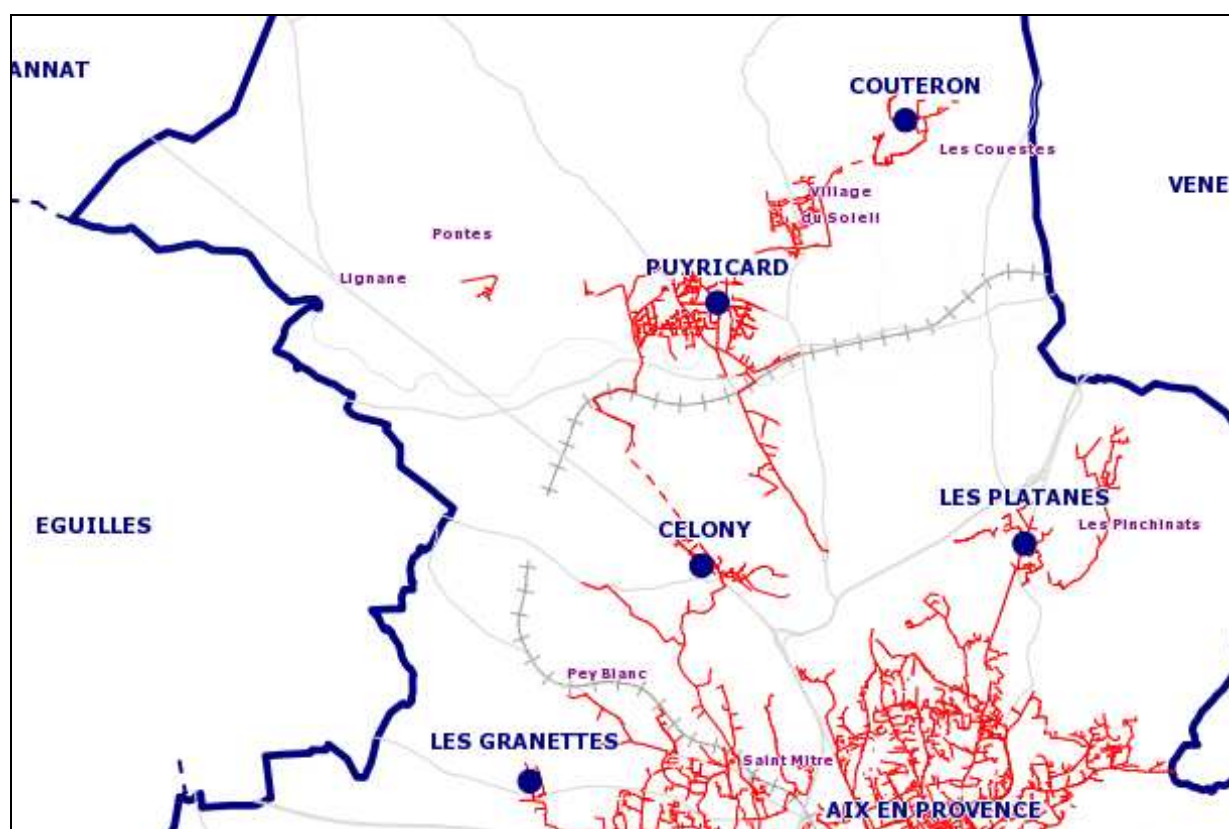 ANNAT
COUTERON
Les Couestes
VENE
Village
du Soleil
Pontes
PUYRICARD
Lignane
LES PLATANES
Les Pinchinats
EGUILLES
CELONY
Pey Blanc
LES GRANETTES
Saint Mitre
AIX EN PROVENCE